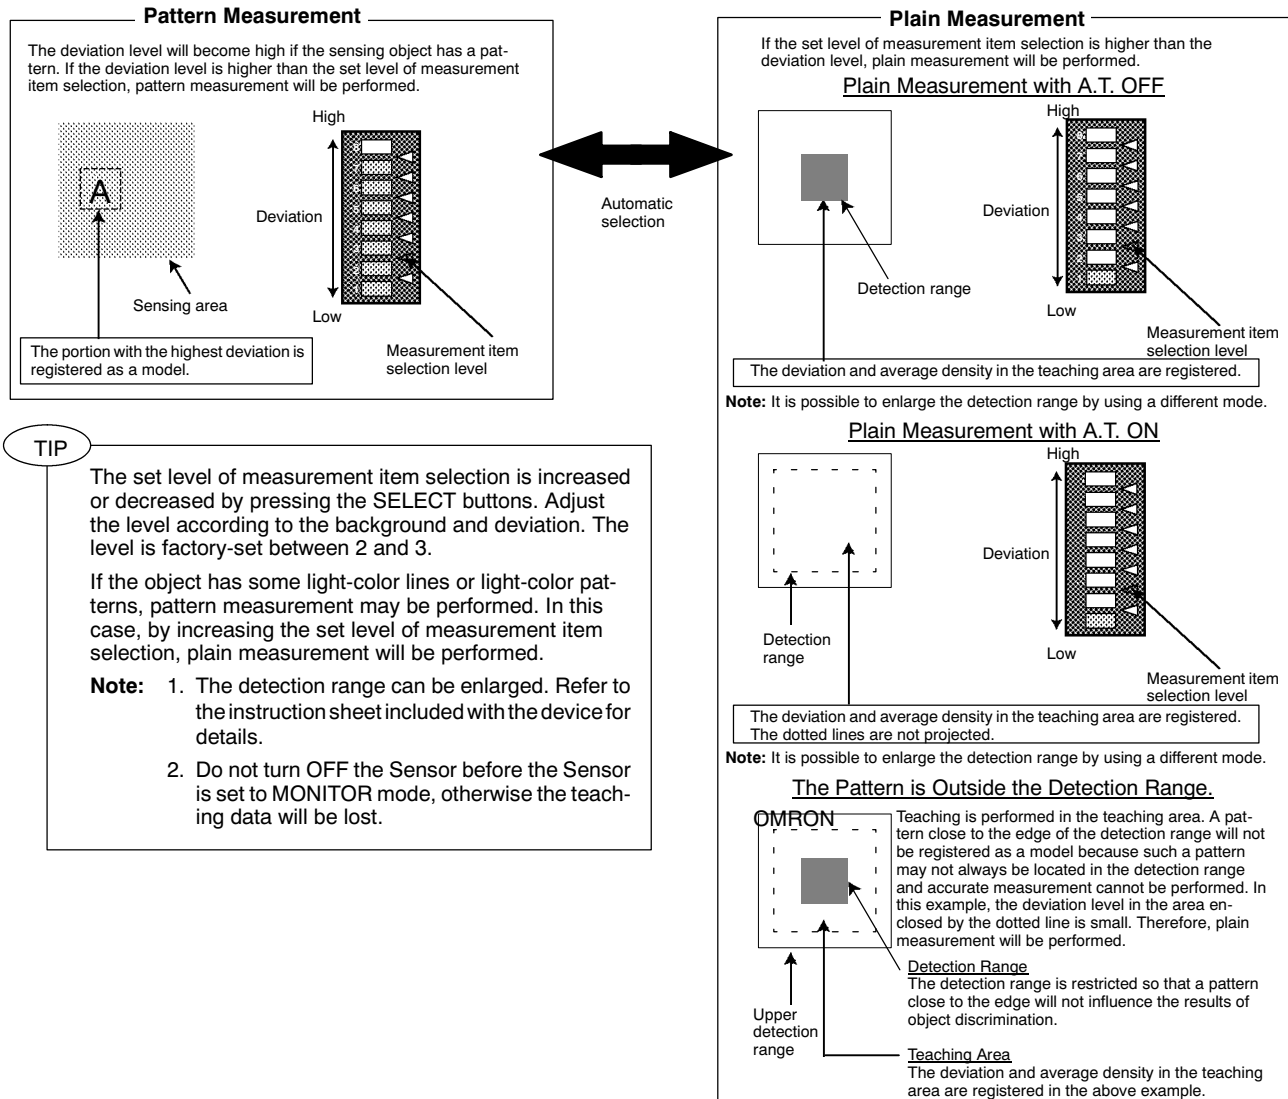 Pattern Measurement
The deviation level will become high if the sensing object has a pat-
tern. If the deviation level is higher than the set level of measurement
item selection, pattern measurement will be performed.
High
A
Deviation
Sensing area
Low
The portion with the highest deviation is
registered as a model.
Measurement item
selection level
Automatic
selection
TIP
The set level of measurement item selection is increased
or decreased by pressing the SELECT buttons. Adjust
the level according to the background and deviation. The
level is factory-set between 2 and 3.
If the object has some light-color lines or light-color pat-
terns, pattern measurement may be performed. In this
case, by increasing the set level of measurement item
selection, plain measurement will be performed.
Note: 1. The detection range can be enlarged. Refer to
the instruction sheet included with the device for
details.
2. Do not turn OFF the Sensor before the Sensor
is set to MONITOR mode, otherwise the teach-
ing data will be lost.
Plain Measurement
If the set level of measurement item selection is higher than the
deviation level, plain measurement will be performed.
Plain Measurement with A.T. OFF
High
Deviation
Detection range
Low
Measurement item
selection level
The deviation and average density in the teaching area are registered.
Note: It is possible to enlarge the detection range by using a different mode.
Plain Measurement with A.T. ON
High
Deviation
Detection
range
Low
Measurement item
selection level
The deviation and average density in the teaching area are registered.
The dotted lines are not projected.
Note: It is possible to enlarge the detection range by using a different mode.
The Pattern is Outside the Detection Range.
OMRON
Teaching is performed in the teaching area. A pat-
tern close to the edge of the detection range will not
be registered as a model because such a pattern
may not always be located in the detection range
and accurate measurement cannot be performed. In
this example, the deviation level in the area en-
closed by the dotted line is small. Therefore, plain
measurement will be performed.
Detection Range
The detection range is restricted so that a pattern
close to the edge will not influence the results of
object discrimination.
Upper
detection
range
Teaching Area
The deviation and average density in the teaching
area are registered in the above example.